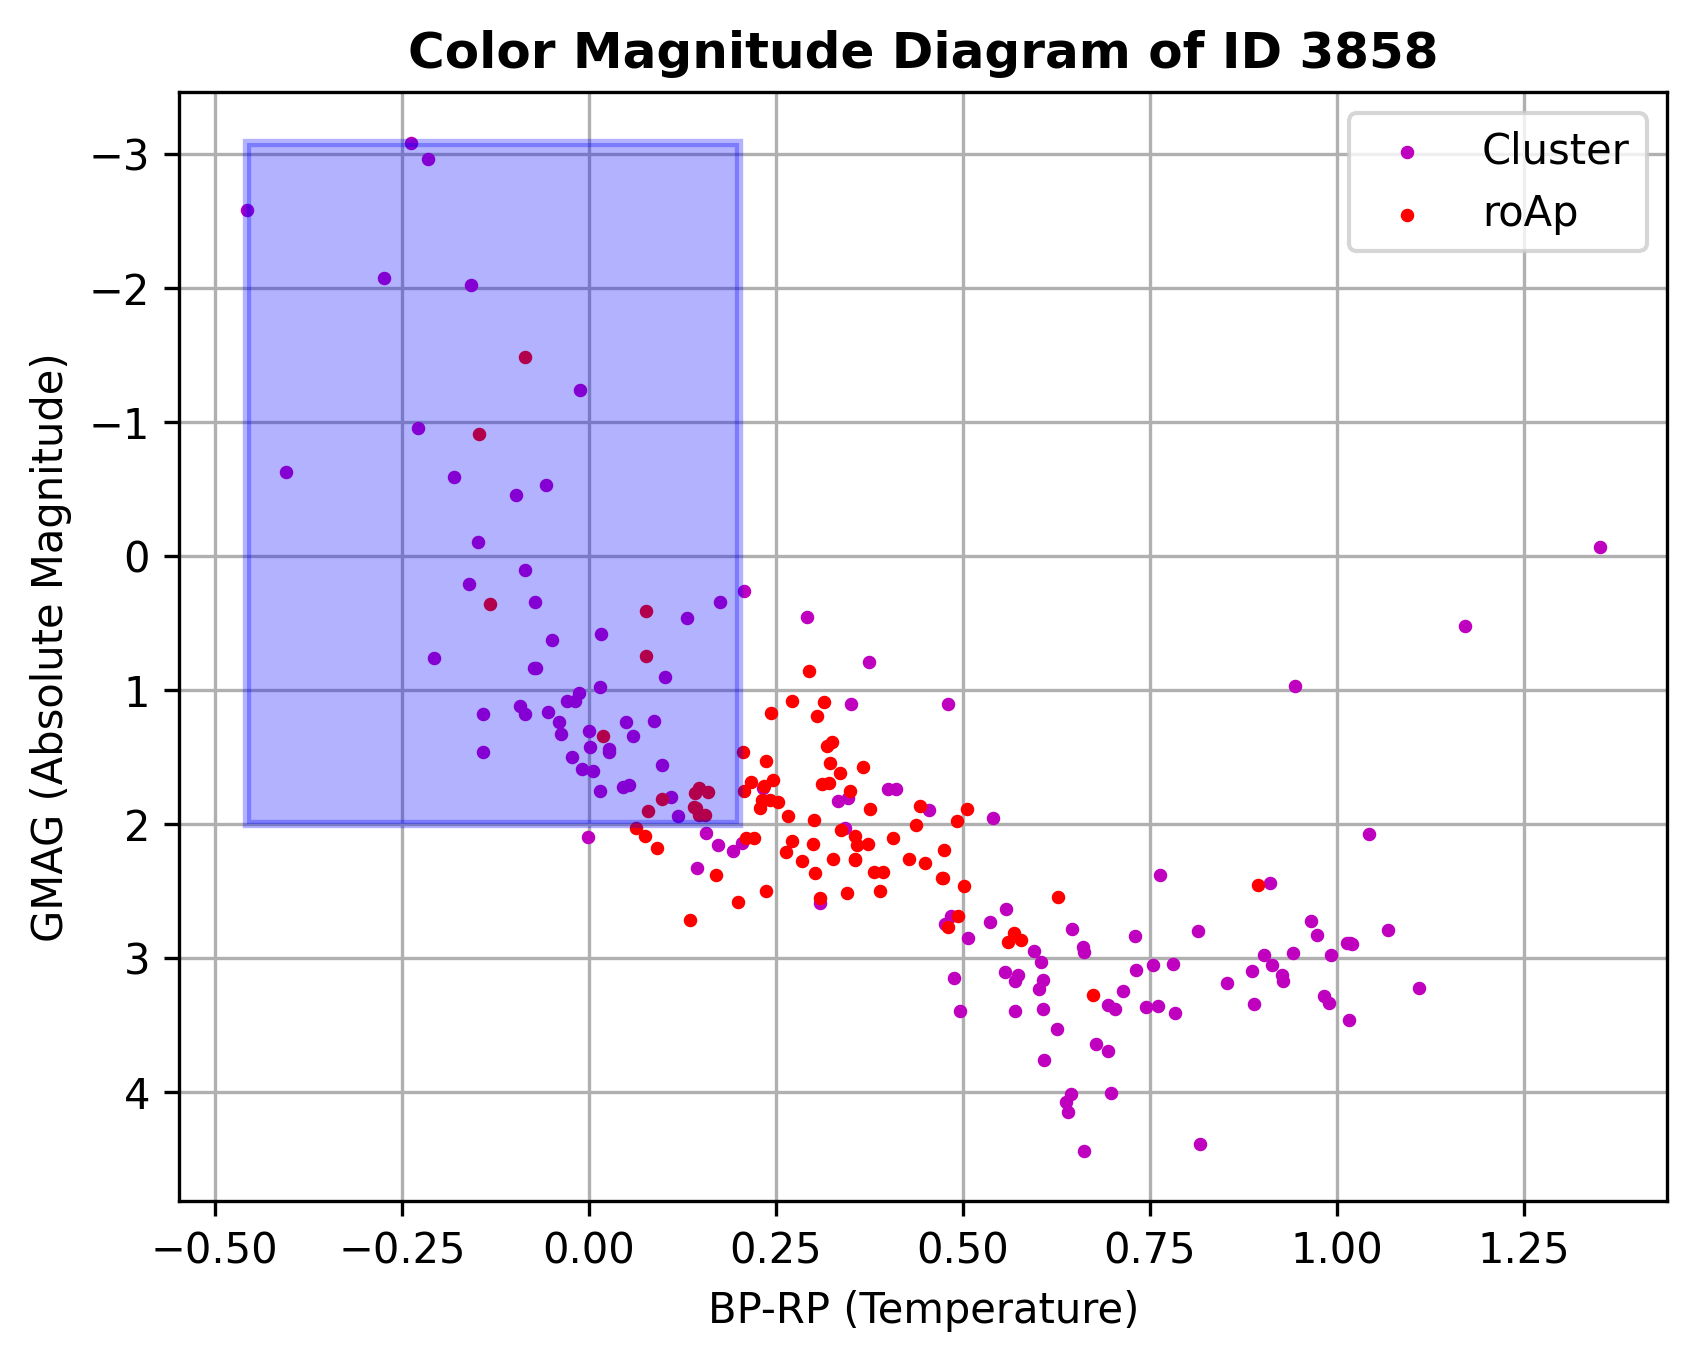 Color Magnitude Diagram of ID 3858
Cluster
roAp
GMAG (Absolute Magnitude)
−3
−2
−1
0
1
2
3
4
−0.50 −0.25 0.00 0.25 0.50 0.75 1.00 1.25
BP-RP (Temperature)